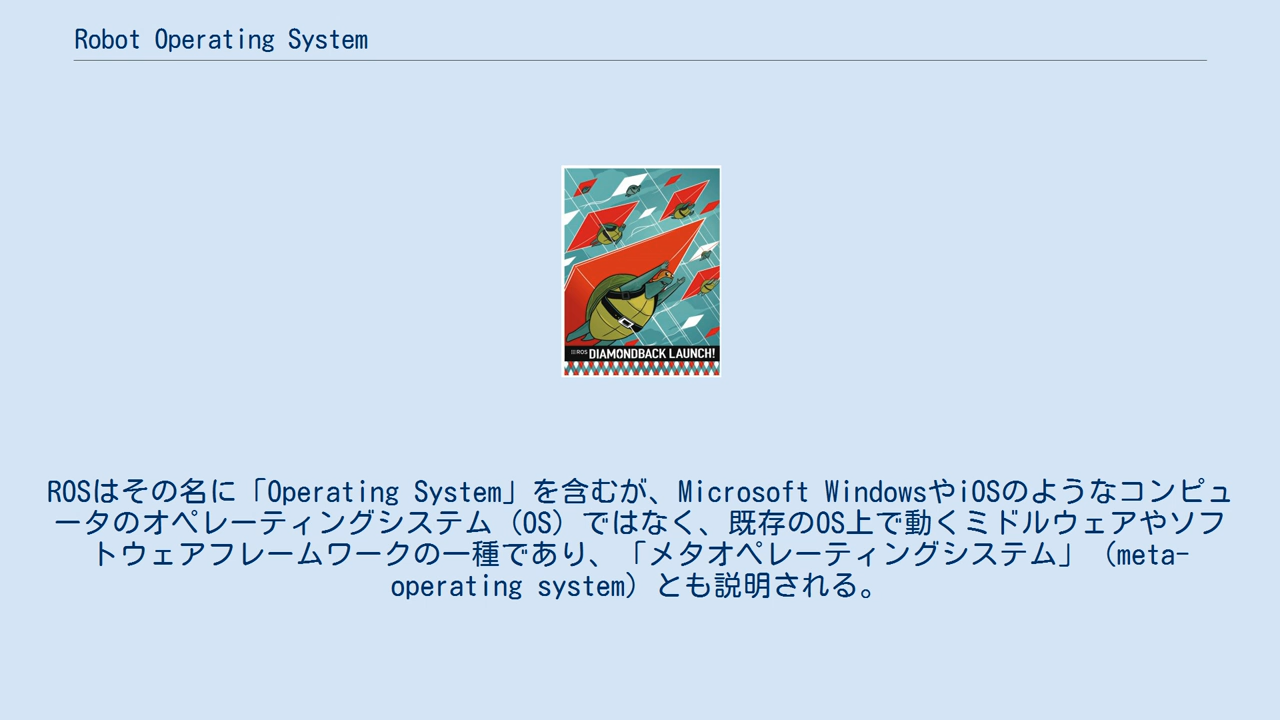 Robot Operating System
ROS DIAMONDBACK LAUNCH!
ROSはその名に「Operating System」を含むが、Microsoft WindowsやiOSのようなコンピュ
ータのオペレーティングシステム（OS）ではなく、既存のOS上で動くミドルウェアやソフ
トウェアフレームワークの一種であり、「メタオペレーティングシステム」（meta-
operating system）とも説明される。